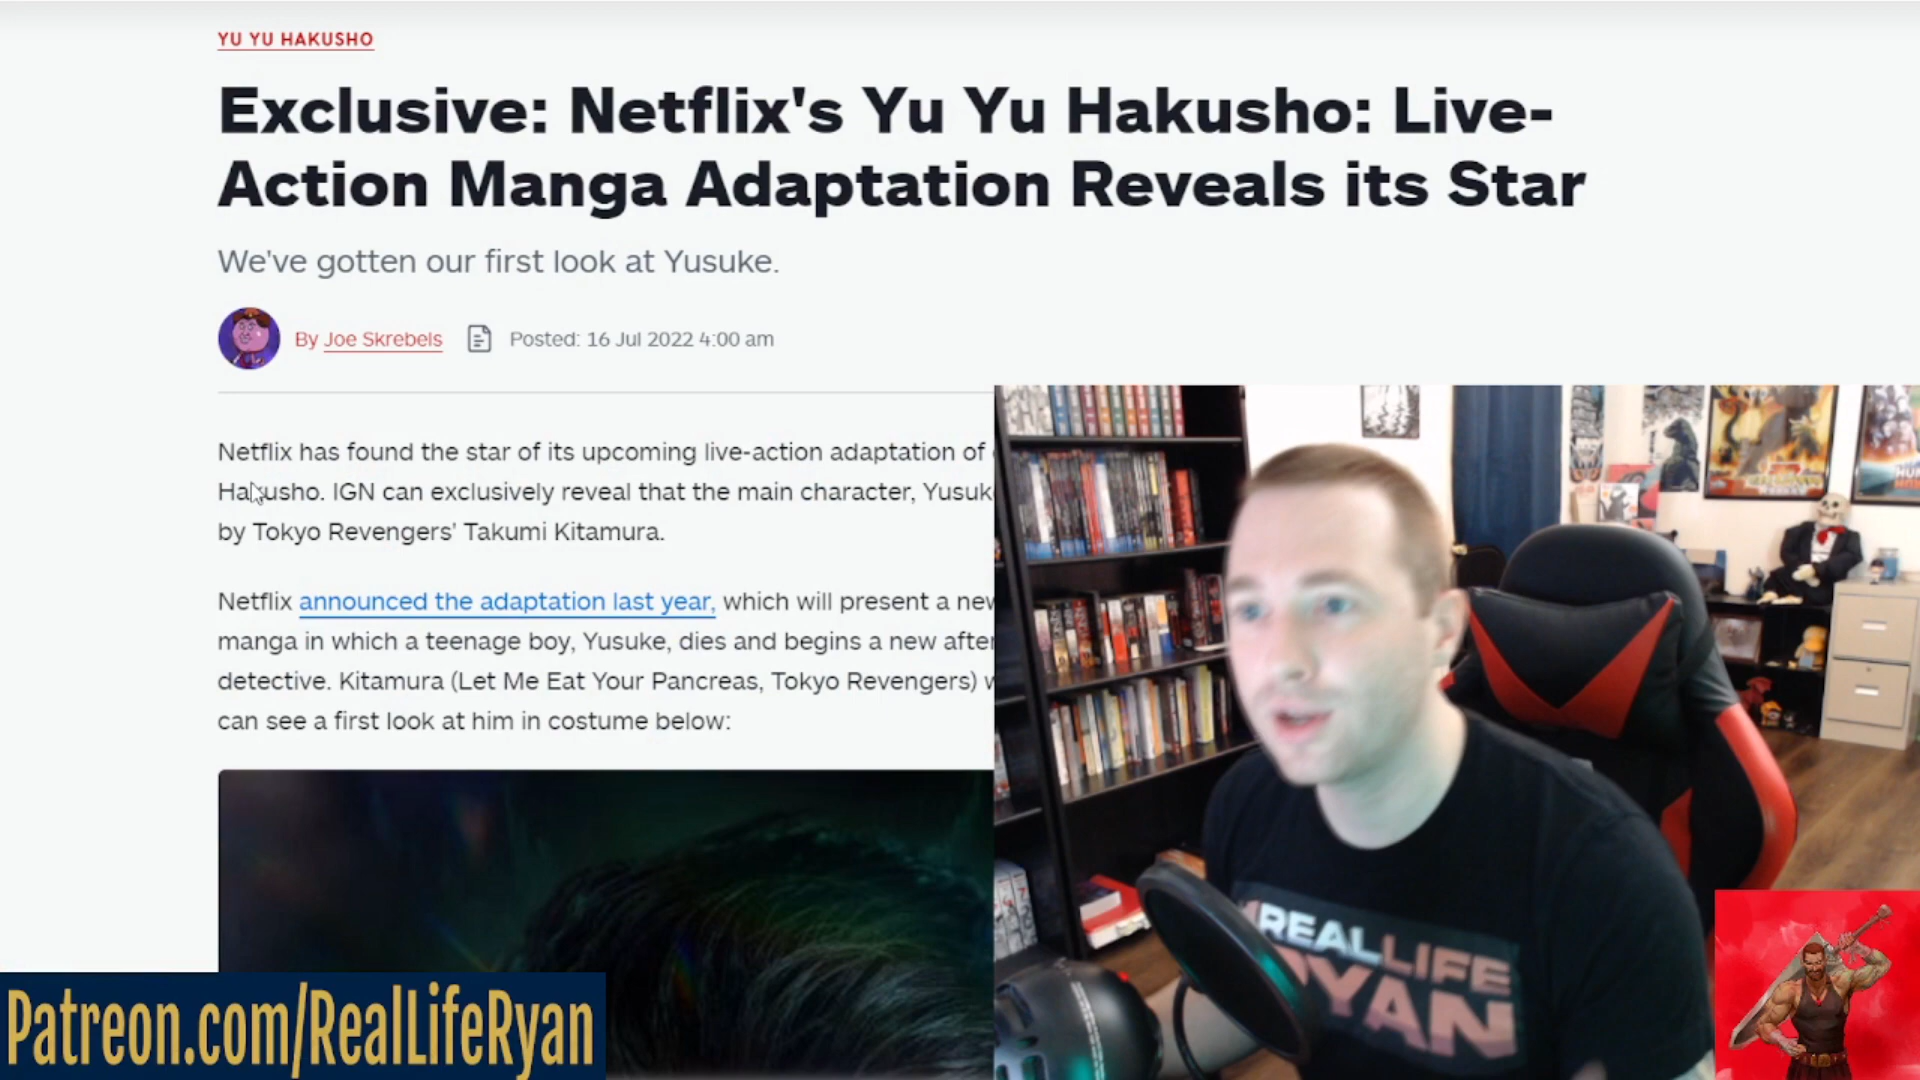 YU YU HAKUSHO
Exclusive: Netflix's Yu Yu Hakusho: Live-
Action Manga Adaptation Reveals its Star
We've gotten our first look at Yusuke.
By Joe Skrebels Posted: 16 Jul 2022 4:00 am
Netflix has found the star of its upcoming live-action adaptation of
Hakusho. IGN can exclusively reveal that the main character, Yusuk
by Tokyo Revengers' Takumi Kitamura.
Netflix announced the adaptation last year, which will present a new
manga in which a teenage boy, Yusuke, dies and begins a new after
detective. Kitamura (Let Me Eat Your Pancreas, Tokyo Revengers) w
can see a first look at him in costume below:
REALLIFE
RYAN
Patreon.com/RealLifeRyan